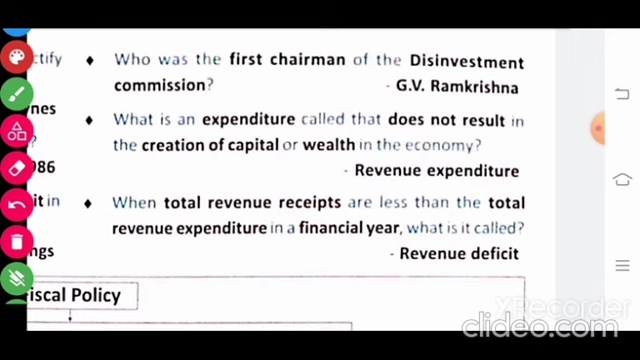 ctify
♦ Who was the first chairman of the Disinvestment
commission?
- G.V. Ramkrishna
nes
♦ What is an expenditure called that does not result in
the creation of capital or wealth in the economy?
?
986
- Revenue expenditure
it in
♦ When total revenue receipts are less than the total
revenue expenditure in a financial year, what is it called?
ngs
- Revenue deficit
Fiscal Policy
XRecorder
clideo.com